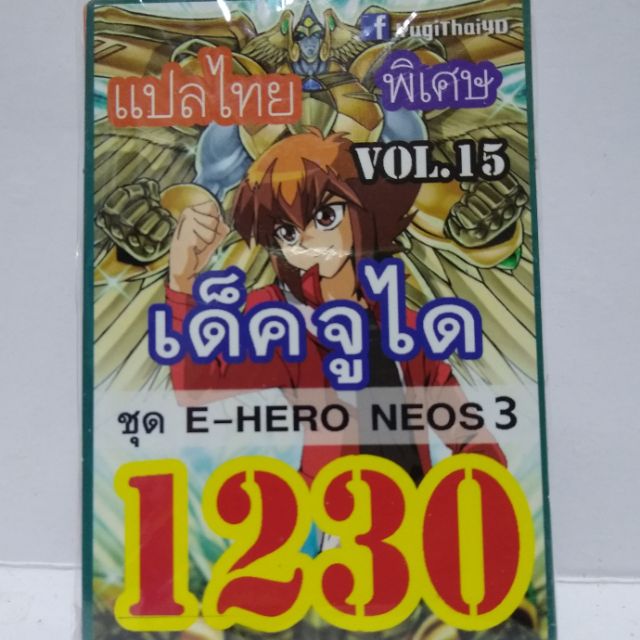 f YugiThaiYD
แปลไทย พิเศษ
VOL.15
เด็คจูได
ชุด E-HERO NEOS 3
1230